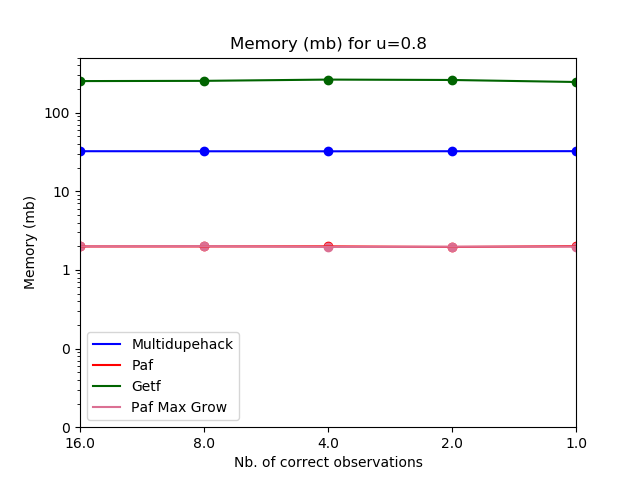 Memory (mb) for u=0.8
Memory (mb)
100
10
1
0
0
Multidupehack
Paf
Getf
Paf Max Grow
16.0 8.0 4.0 2.0 1.0
Nb. of correct observations